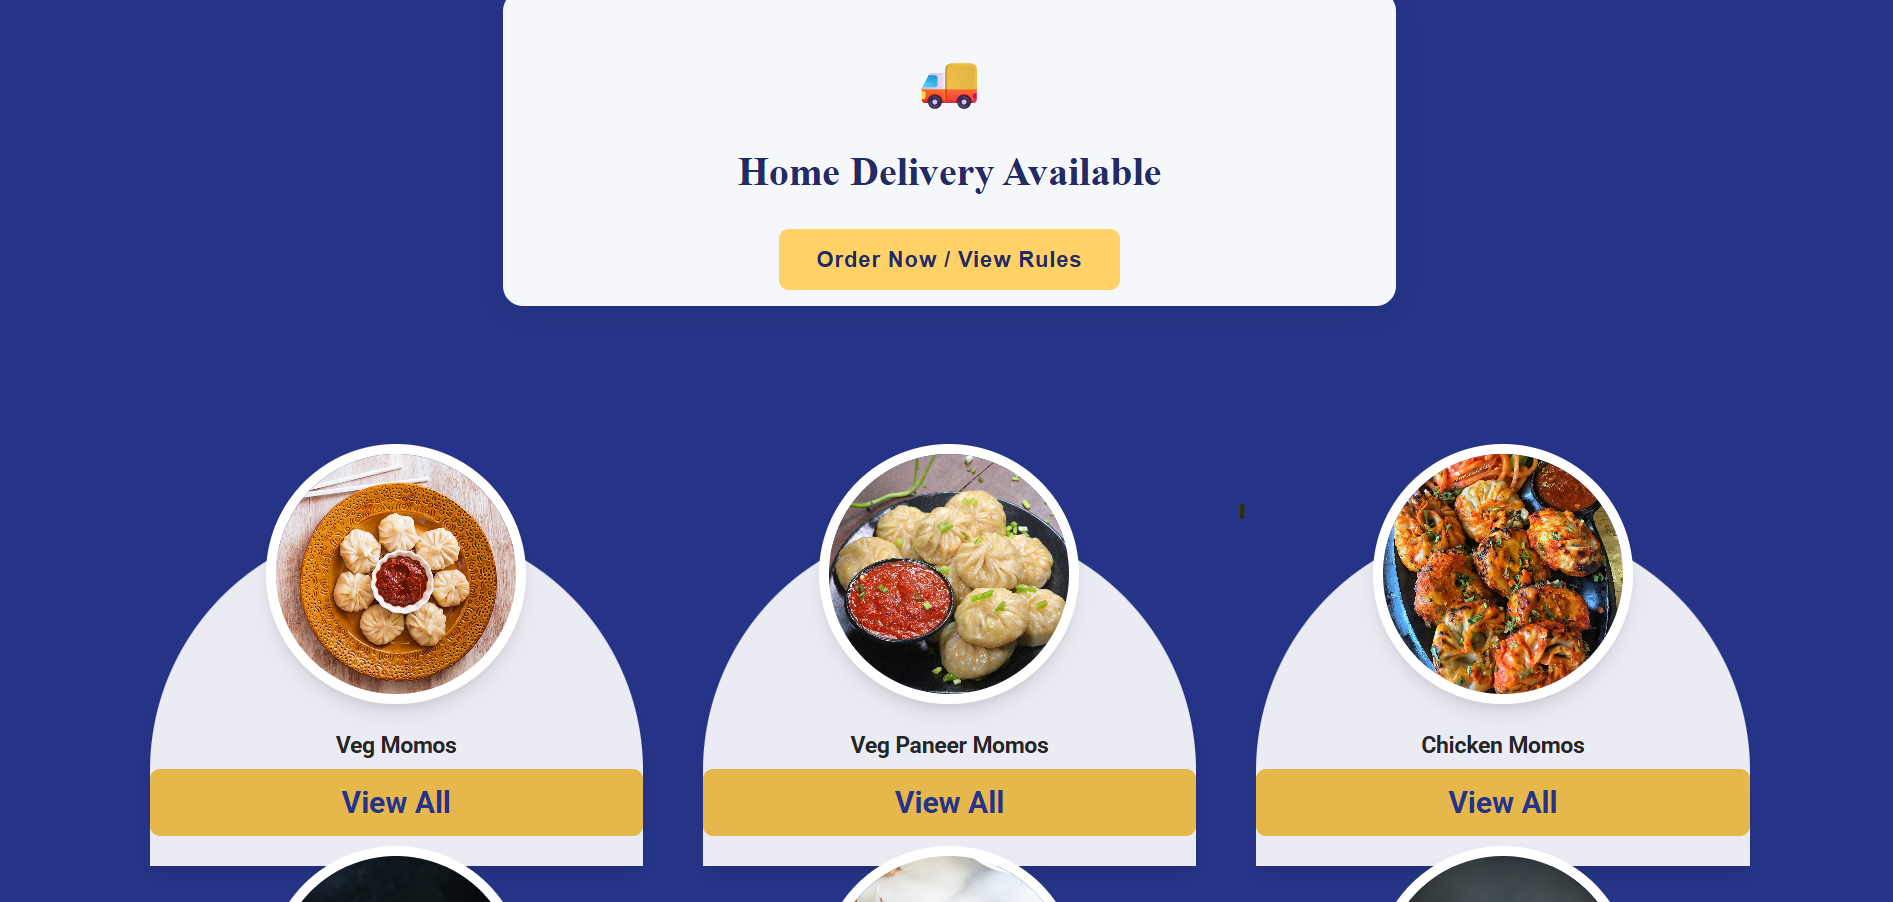 Home Delivery Available
Order Now / View Rules
Veg Momos
Veg Paneer Momos
Chicken Momos
View All
View All
View All